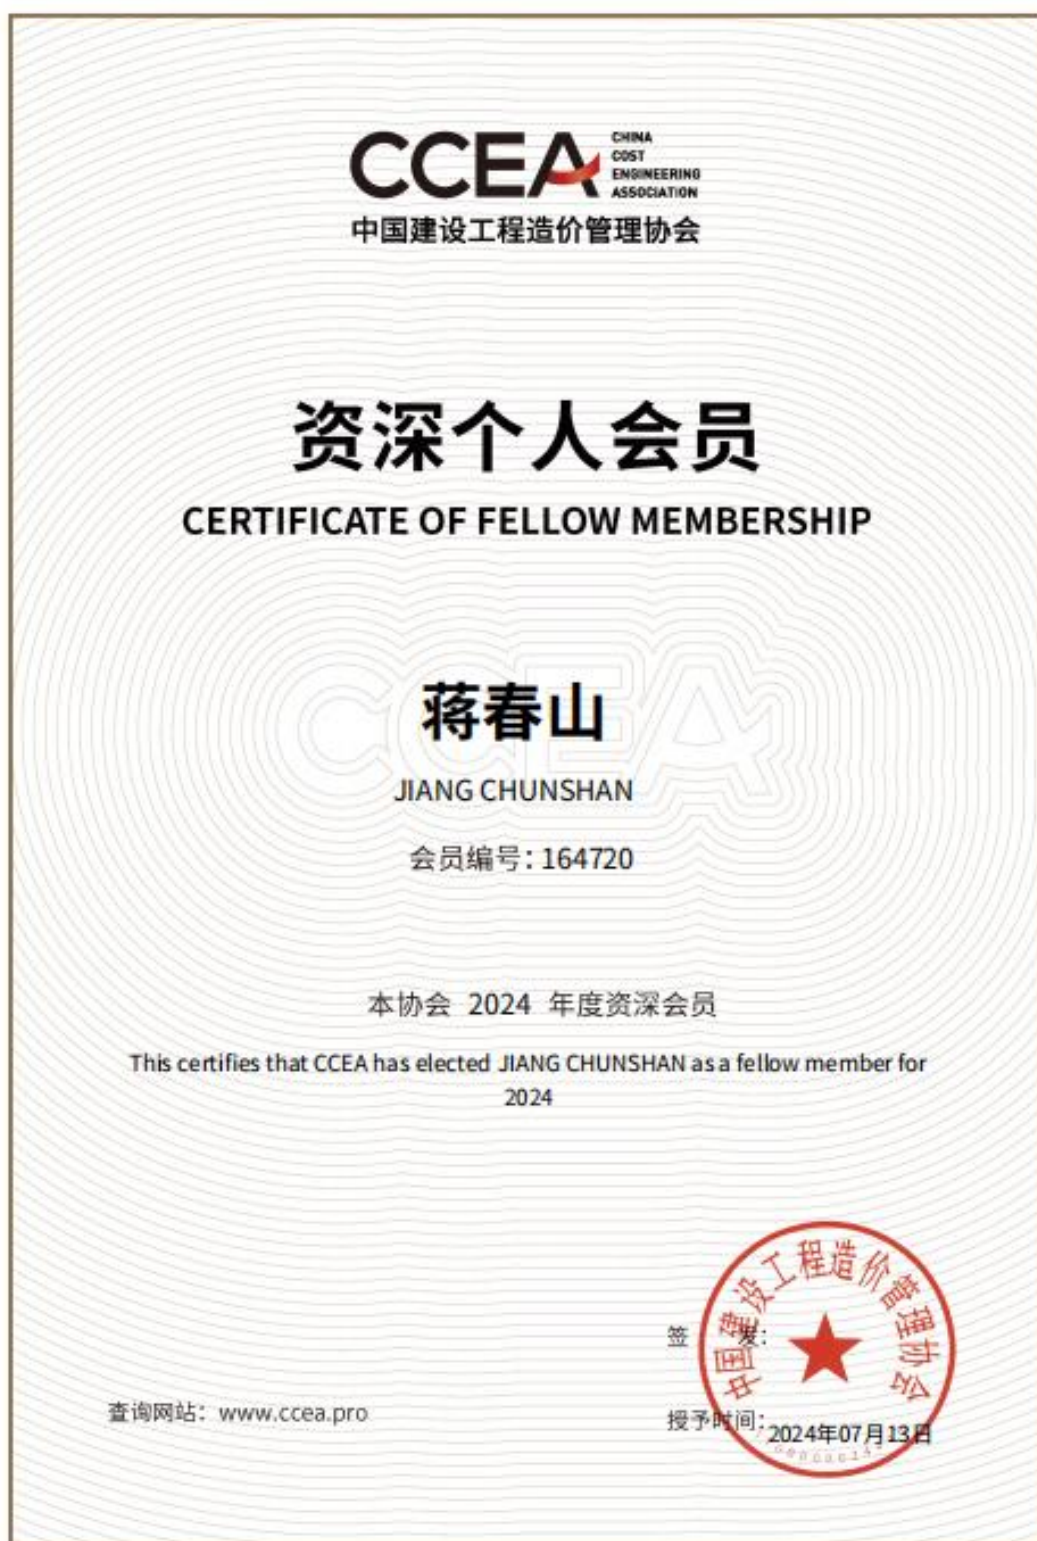 CCEA
CHINA
COST
ENGINEERING
ASSOCIATION
中国建设工程造价管理协会
资深个人会员
CERTIFICATE OF FELLOW MEMBERSHIP
CCEA
蒋春山
JIANG CHUNSHAN
会员编号：164720
本协会 2024 年度资深会员
This certifies that CCEA has elected JIANG CHUNSHAN as a fellow member for
2024
中国建设工程造价管理协会
签 发：
查询网站：www.ccea.pro
授予时间：2024年07月13日